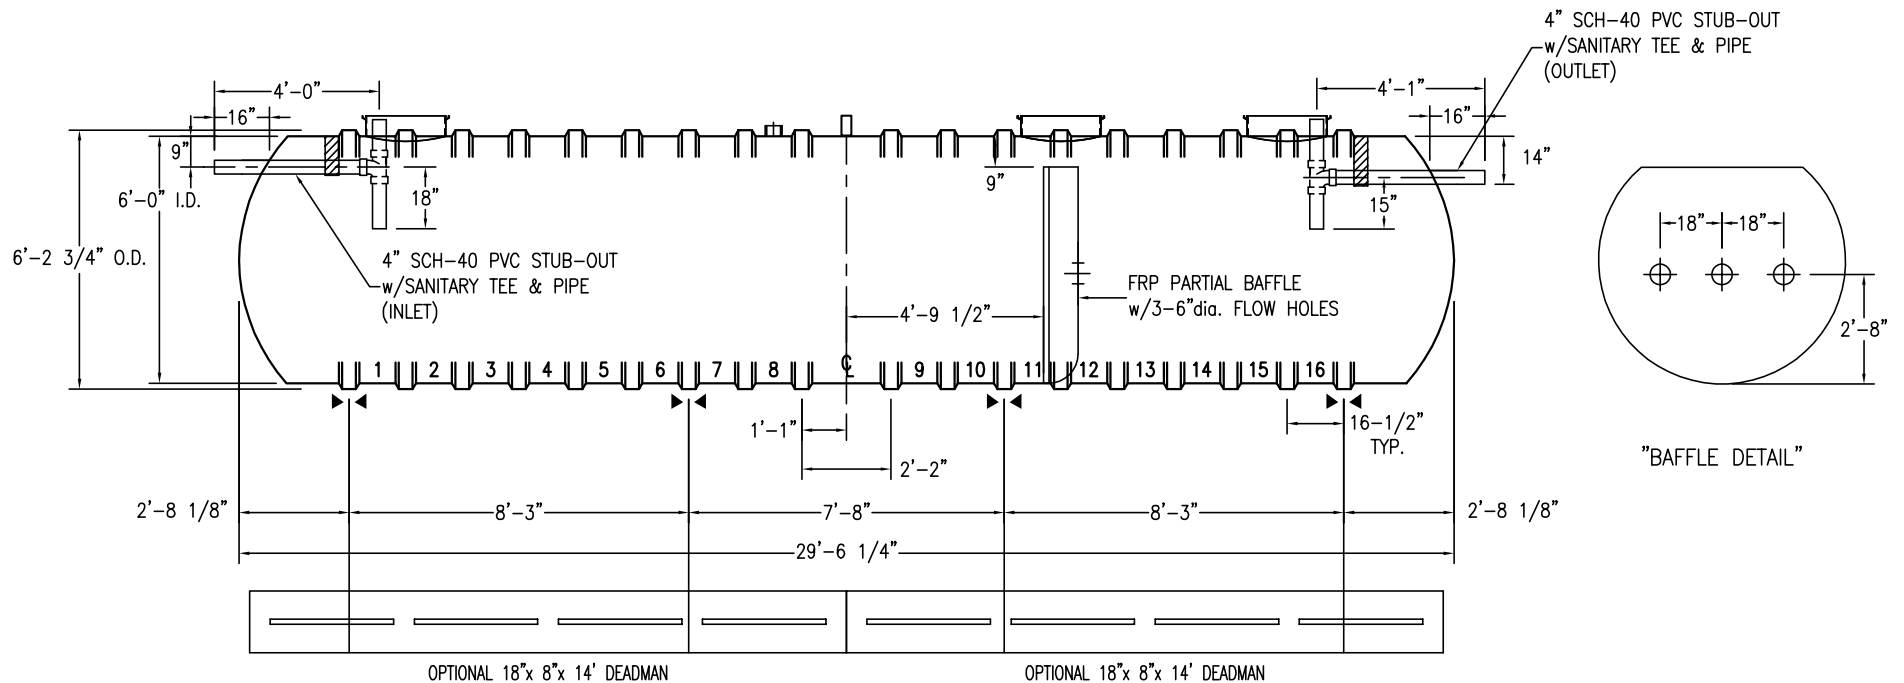 4" SCH-40 PVC STUB-OUT
w/SANITARY TEE & PIPE
(OUTLET)
4'-0"
4'-1"
16"
16"
9"
14"
6'-0" I.D.
18"
9"
15"
18"
18"
6'-2 3/4" O.D.
4" SCH-40 PVC STUB-OUT
w/SANITARY TEE & PIPE
(INLET)
FRP PARTIAL BAFFLE
w/3-6"dia. FLOW HOLES
4'-9 1/2"
2'-8"
℄
1 2 3 4 5 6 7 8 9 10 11 12 13 14 15 16
1'-1"
16-1/2"
TYP.
2'-2"
"BAFFLE DETAIL"
2'-8 1/8"
8'-3"
7'-8"
8'-3"
2'-8 1/8"
29'-6 1/4"
OPTIONAL 18"x 8"x 14' DEADMAN
OPTIONAL 18"x 8"x 14' DEADMAN